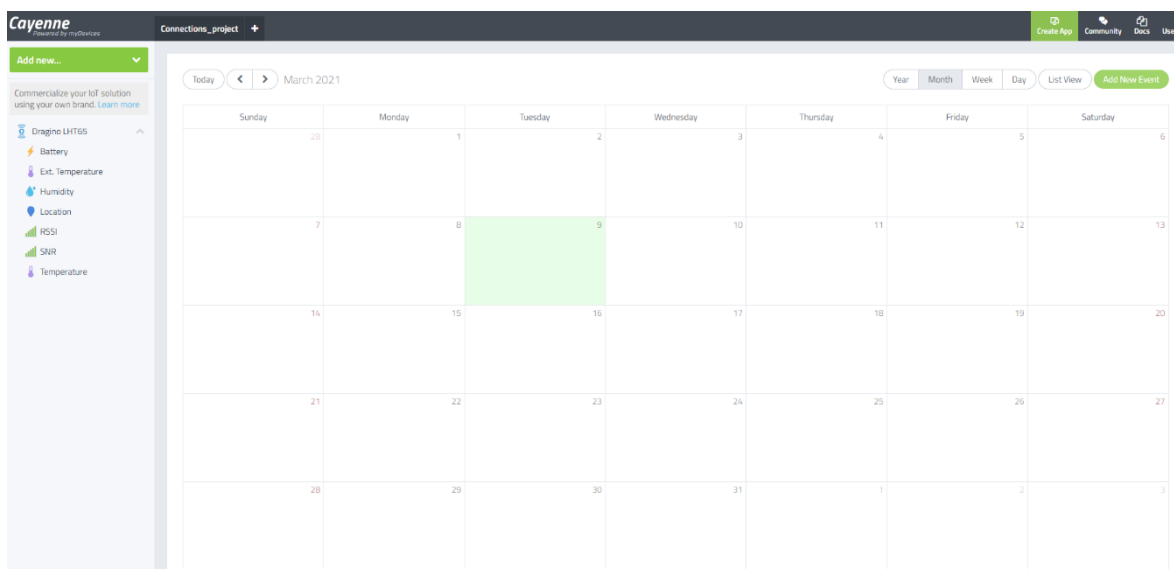 Cayenne
Powered by myDevices
Connections_project +
Create App
Community
Docs
Use
Add new...
Commercialize your IoT solution
using your own brand. Learn more
Dragino LHT65
Battery
Ext. Temperature
Humidity
Location
RSSI
SNR
Temperature
Today < > March 2021
Year Month Week Day List View Add New Event
Sunday Monday Tuesday Wednesday Thursday Friday Saturday
28 1 2 3 4 5 6
7 8 9 10 11 12 13
14 15 16 17 18 19 20
21 22 23 24 25 26 27
28 29 30 31 1 2 3